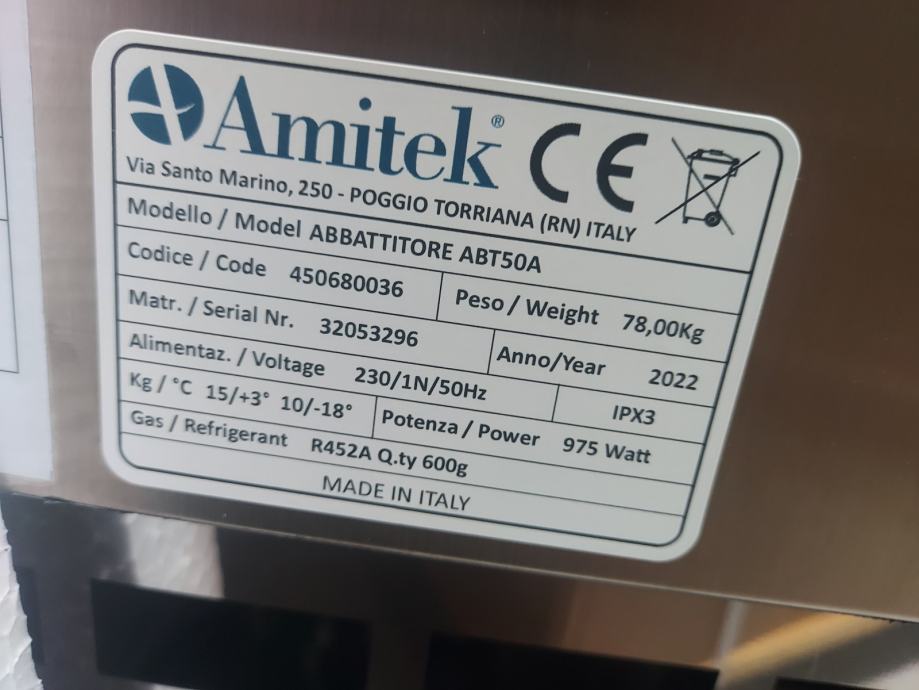 Amitek® CE
Via Santo Marino, 250 - POGGIO TORRIANA (RN) ITALY
Modello / Model ABBATTITORE ABT50A
Codice / Code 450680036 Peso / Weight 78,00Kg
Matr. / Serial Nr. 32053296 Anno/Year 2022
Alimentaz. / Voltage 230/1N/50Hz IPX3
Kg / °C 15/+3° 10/-18° Potenza / Power 975 Watt
Gas / Refrigerant R452A Q.ty 600g
MADE IN ITALY